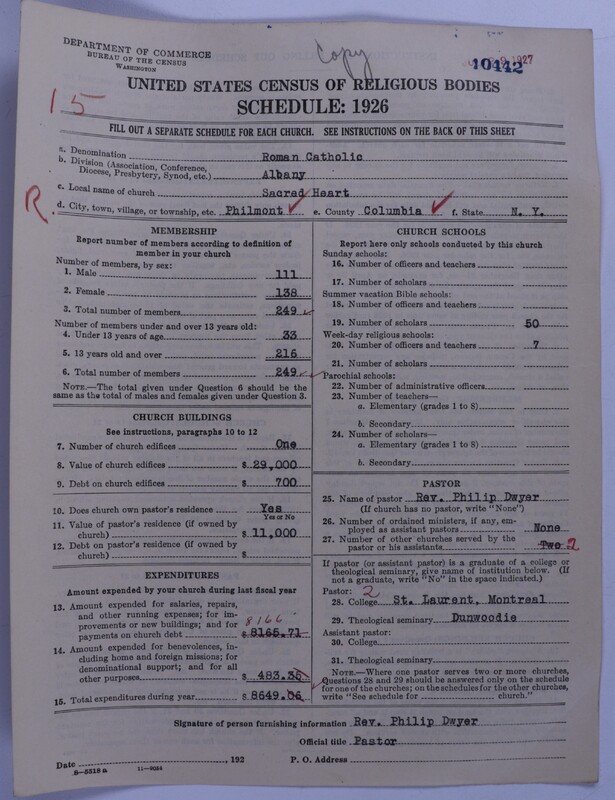 Copy
DEPARTMENT OF COMMERCE
BUREAU OF THE CENSUS
WASHINGTON
1927
10442
15
UNITED STATES CENSUS OF RELIGIOUS BODIES
SCHEDULE: 1926
FILL OUT A SEPARATE SCHEDULE FOR EACH CHURCH. SEE INSTRUCTIONS ON THE BACK OF THIS SHEET
a. Denomination Roman Catholic
b. Division (Association, Conference,
Diocese, Presbytery, Synod, etc.) Albany
c. Local name of church Sacred Heart
R.
d. City, town, village, or township, etc. Philmont ✓ e. County Columbia ✓ f. State N. Y.
MEMBERSHIP
Report number of members according to definition of
member in your church
Number of members, by sex:
1. Male 111
2. Female 138
3. Total number of members 249 ✓
Number of members under and over 13 years old:
4. Under 13 years of age 33
5. 13 years old and over 216
6. Total number of members 249 ✓
NOTE.—The total given under Question 6 should be
same as the total of males and females given under Question 3.
CHURCH BUILDINGS
See instructions, paragraphs 10 to 12
7. Number of church edifices One
8. Value of church edifices $ 29,000
9. Debt on church edifices $ 700
10. Does church own pastor's residence Yes
Yes or No
11. Value of pastor's residence (if owned by
church) $ 11,000
12. Debt on pastor's residence (if owned by
church) $
EXPENDITURES
Amount expended by your church during last fiscal year
13. Amount expended for salaries, repairs,
and other running expenses; for im-
provements or new buildings; and for 8166
payments on church debt $ 8165.71
14. Amount expended for benevolences, in-
cluding home and foreign missions; for
denominational support; and for all
other purposes $ 483.35
15. Total expenditures during year $ 8649.06
CHURCH SCHOOLS
Report here only schools conducted by this church
Sunday schools:
16. Number of officers and teachers
17. Number of scholars
Summer vacation Bible schools:
18. Number of officers and teachers
19. Number of scholars 50
Week-day religious schools:
20. Number of officers and teachers 7
21. Number of scholars
Parochial schools:
22. Number of administrative officers
23. Number of teachers—
a. Elementary (grades 1 to 8)
b. Secondary
24. Number of scholars—
a. Elementary (grades 1 to 8)
b. Secondary
PASTOR
25. Name of pastor Rev. Philip Dwyer
(If church has no pastor, write "None")
26. Number of ordained ministers, if any, em-
ployed as assistant pastors None
27. Number of other churches served by the
pastor or his assistants Two 2
If pastor (or assistant pastor) is a graduate of a college or
theological seminary, give name of institution below. (If
not a graduate, write "No" in the space indicated.)
Pastor: 2
28. College St. Laurent, Montreal
29. Theological seminary Dunwoodie
Assistant pastor:
30. College
31. Theological seminary
NOTE.—Where one pastor serves two or more churches,
Questions 28 and 29 should be answered only on the schedule
for one of the churches; on the schedules for the other churches,
write "See schedule for church."
Signature of person furnishing information Rev. Philip Dwyer
Official title Pastor
Date , 192 P. O. Address
8-5318 a 11-9024